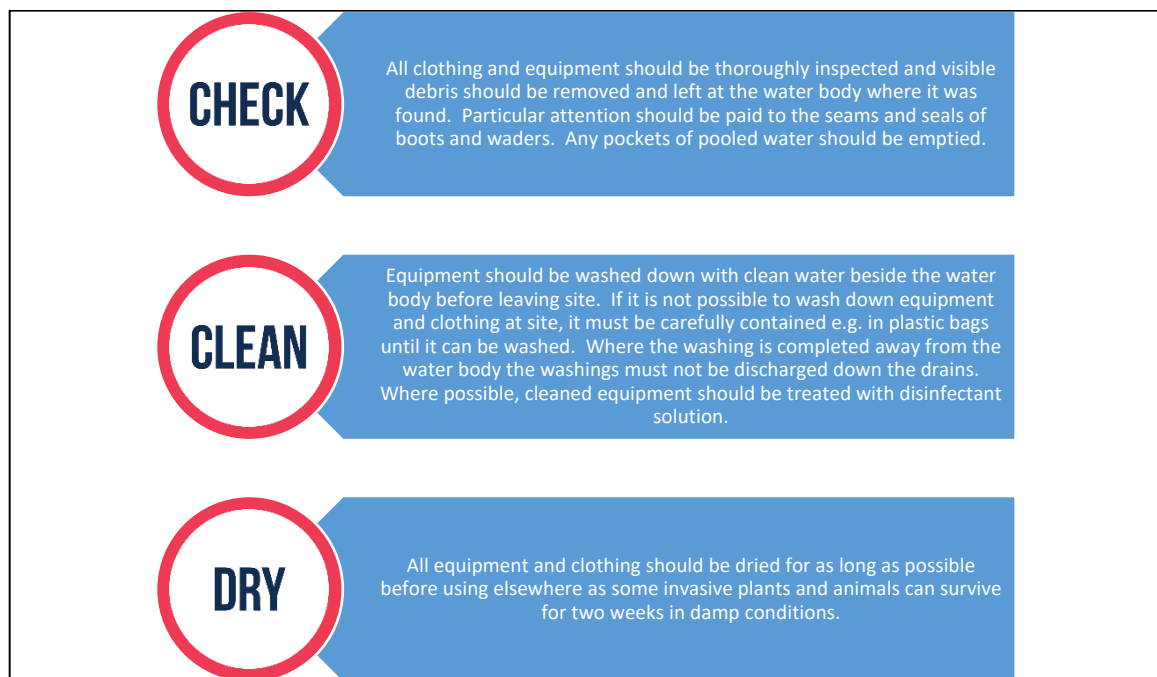 CHECK
All clothing and equipment should be thoroughly inspected and visible
debris should be removed and left at the water body where it was
found.  Particular attention should be paid to the seams and seals of
boots and waders.  Any pockets of pooled water should be emptied.
CLEAN
Equipment should be washed down with clean water beside the water
body before leaving site.  If it is not possible to wash down equipment
and clothing at site, it must be carefully contained e.g. in plastic bags
until it can be washed.  Where the washing is completed away from the
water body the washings must not be discharged down the drains.
Where possible, cleaned equipment should be treated with disinfectant
solution.
DRY
All equipment and clothing should be dried for as long as possible
before using elsewhere as some invasive plants and animals can survive
for two weeks in damp conditions.